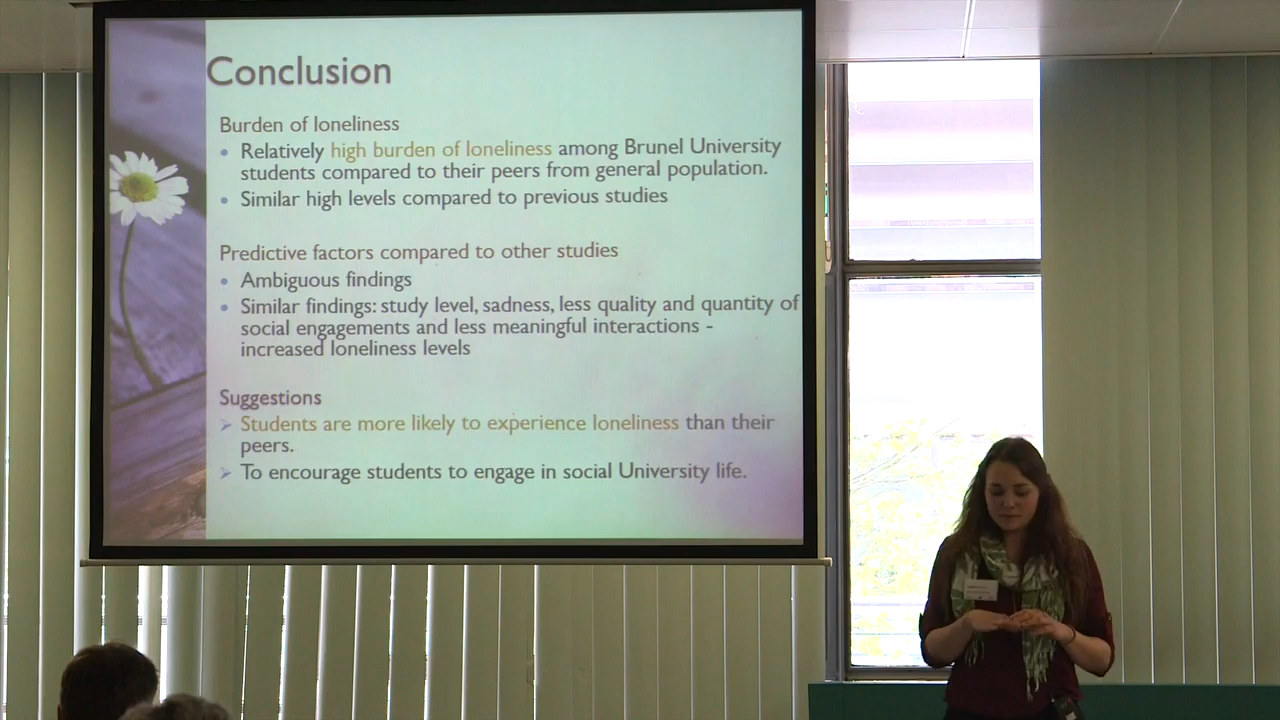 Conclusion
Burden of loneliness
• Relatively high burden of loneliness among Brunel University
students compared to their peers from general population.
• Similar high levels compared to previous studies
Predictive factors compared to other studies
• Ambiguous findings
• Similar findings: study level, sadness, less quality and quantity of
social engagements and less meaningful interactions -
increased loneliness levels
Suggestions
➢ Students are more likely to experience loneliness than their
peers.
➢ To encourage students to engage in social University life.